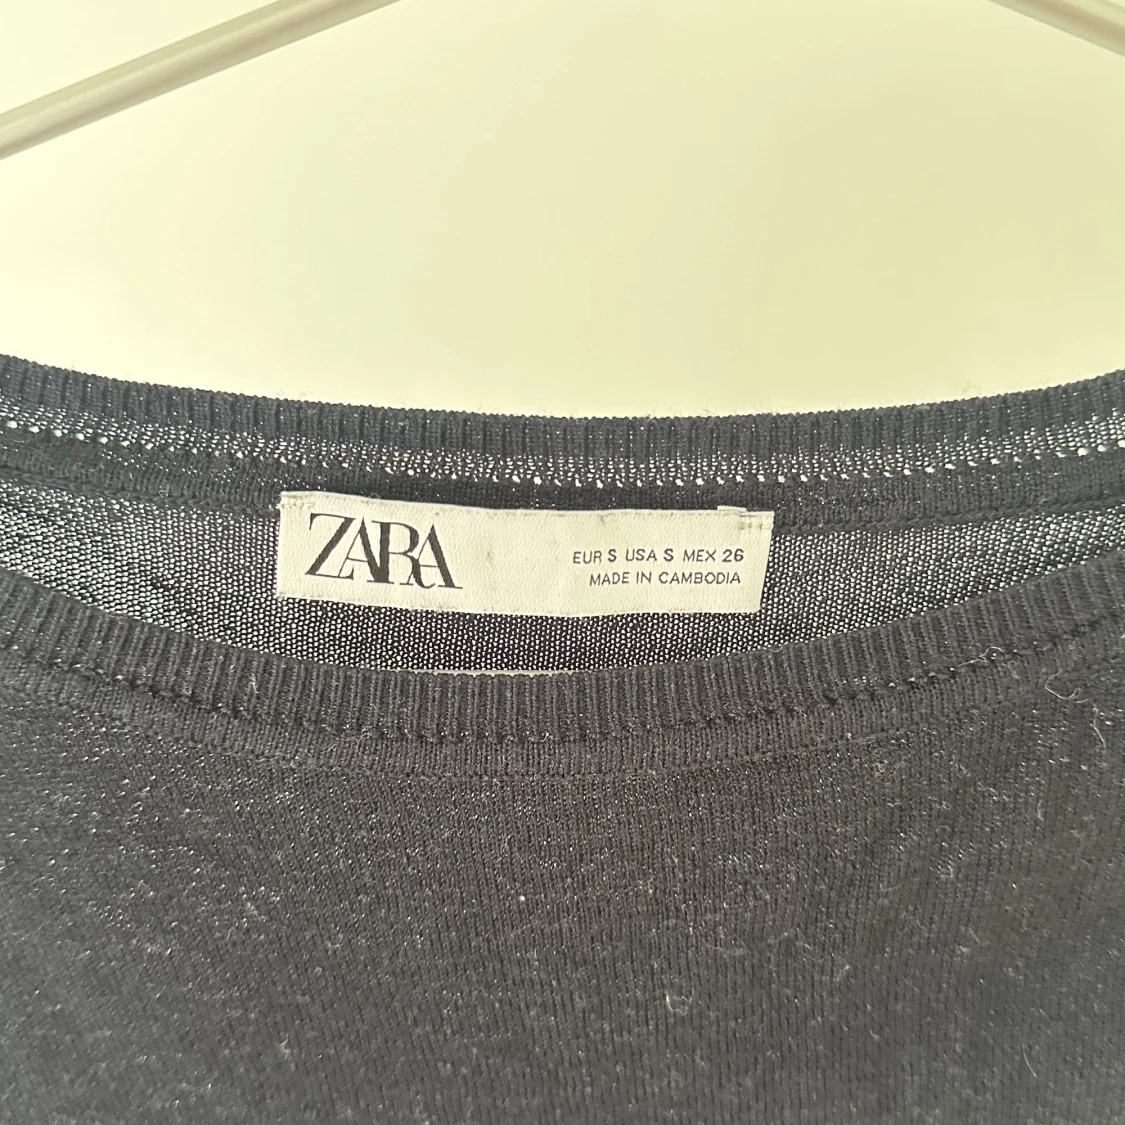 ZARA
EUR S USA S MEX 26
MADE IN CAMBODIA